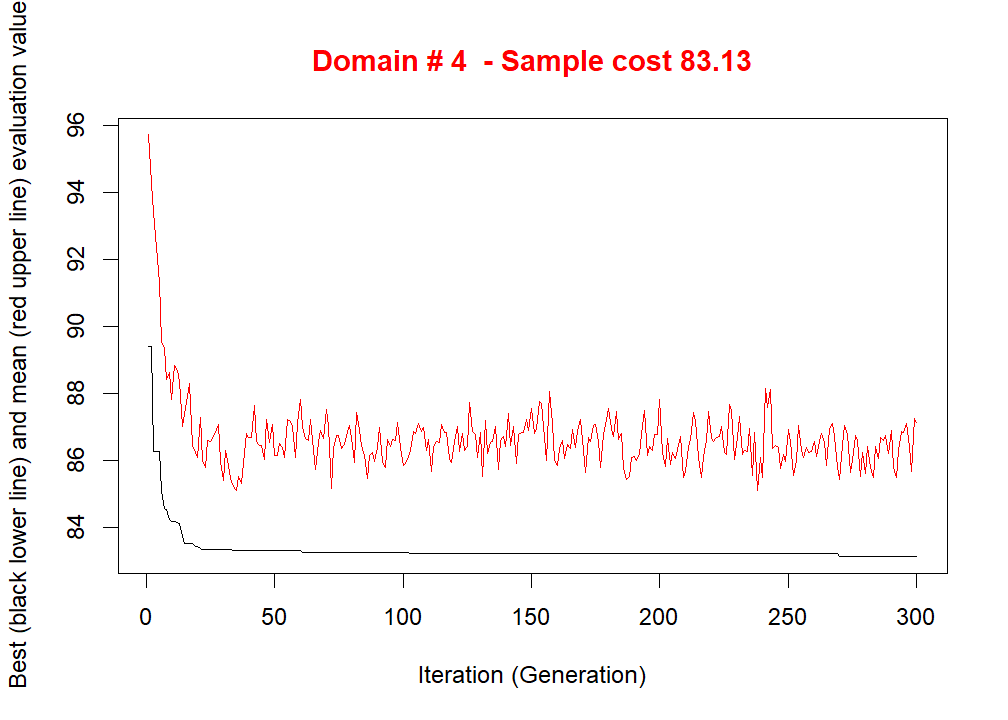 Domain # 4  - Sample cost 83.13
Best (black lower line) and mean (red upper line) evaluation value
96
94
92
90
88
86
84
0 50 100 150 200 250 300
Iteration (Generation)